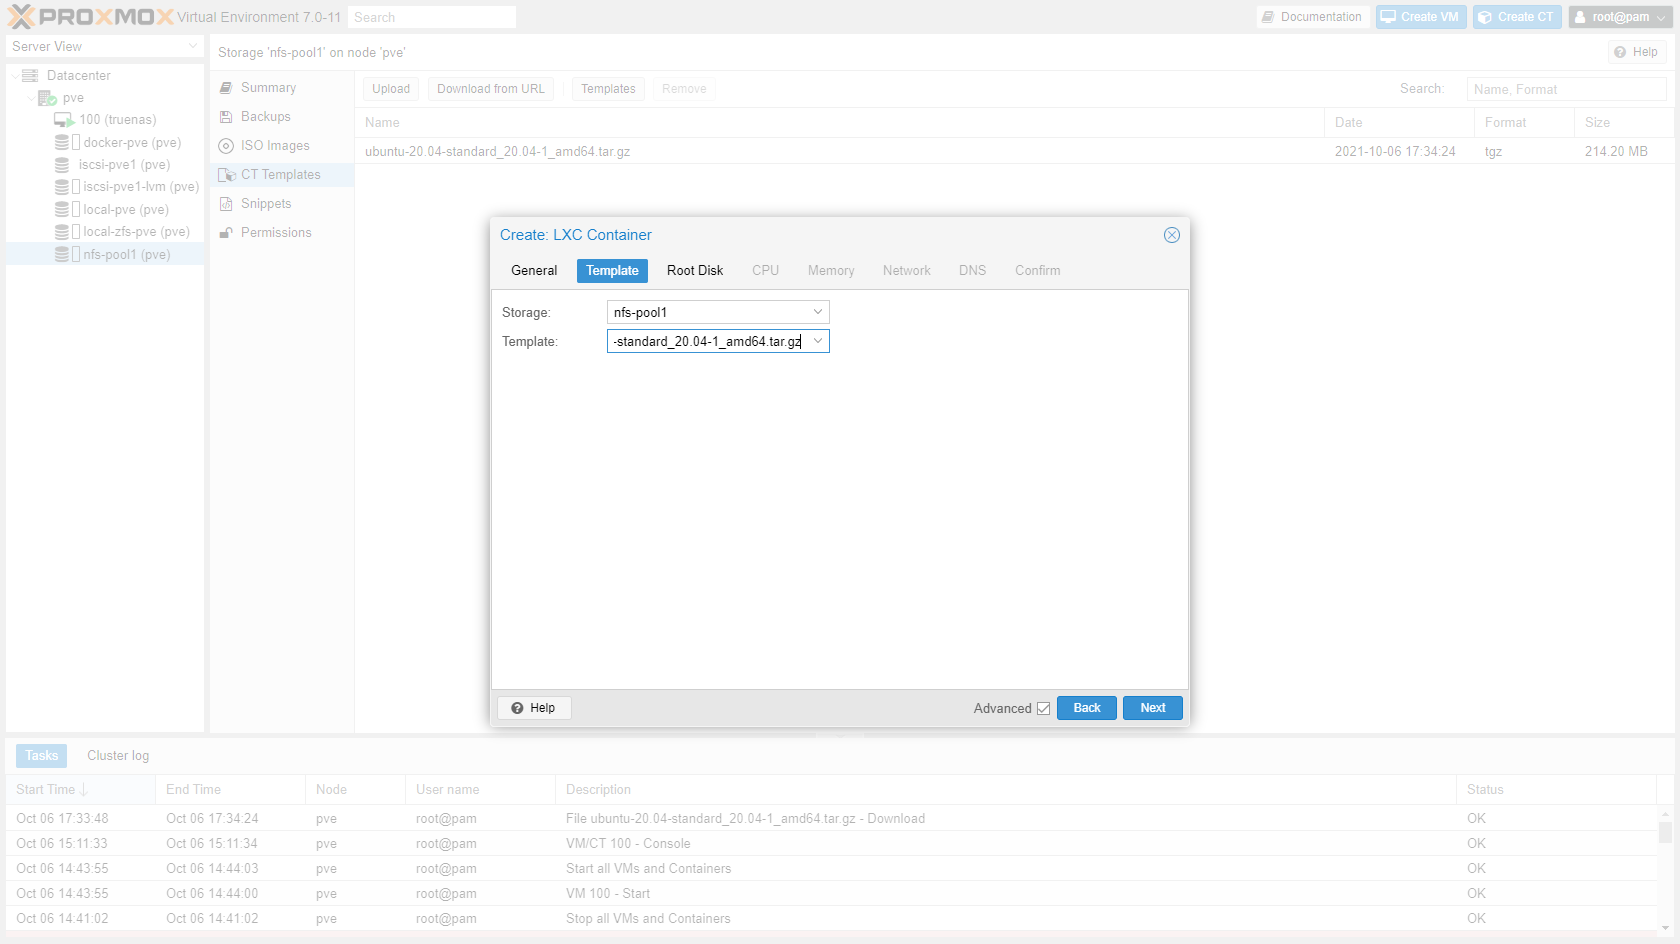 PROXMOX Virtual Environment 7.0-11 Search Documentation Create VM Create CT root@pam
Server View
Datacenter
pve
100 (truenas)
docker-pve (pve)
iscsi-pve1 (pve)
iscsi-pve1-lvm (pve)
local-pve (pve)
local-zfs-pve (pve)
nfs-pool1 (pve)
Storage 'nfs-pool1' on node 'pve' Help
Summary
Backups
ISO Images
CT Templates
Snippets
Permissions
Upload Download from URL Templates Remove Search: Name, Format
Name Date Format Size
ubuntu-20.04-standard_20.04-1_amd64.tar.gz 2021-10-06 17:34:24 tgz 214.20 MB
Create: LXC Container
General Template Root Disk CPU Memory Network DNS Confirm
Storage: nfs-pool1
Template: -standard_20.04-1_amd64.tar.gz
Help Advanced Back Next
Tasks Cluster log
Start Time End Time Node User name Description Status
Oct 06 17:33:48 Oct 06 17:34:24 pve root@pam File ubuntu-20.04-standard_20.04-1_amd64.tar.gz - Download OK
Oct 06 15:11:33 Oct 06 15:11:34 pve root@pam VM/CT 100 - Console OK
Oct 06 14:43:55 Oct 06 14:44:03 pve root@pam Start all VMs and Containers OK
Oct 06 14:43:55 Oct 06 14:44:00 pve root@pam VM 100 - Start OK
Oct 06 14:41:02 Oct 06 14:41:02 pve root@pam Stop all VMs and Containers OK